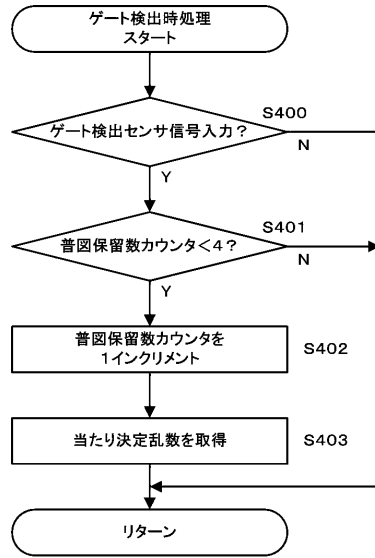 ゲート検出時処理
スタート
S400
ゲート検出センサ信号入力？
N
Y
S401
普図保留数カウンタ＜4？
N
Y
普図保留数カウンタを
1インクリメント
S402
当たり決定乱数を取得
S403
リターン